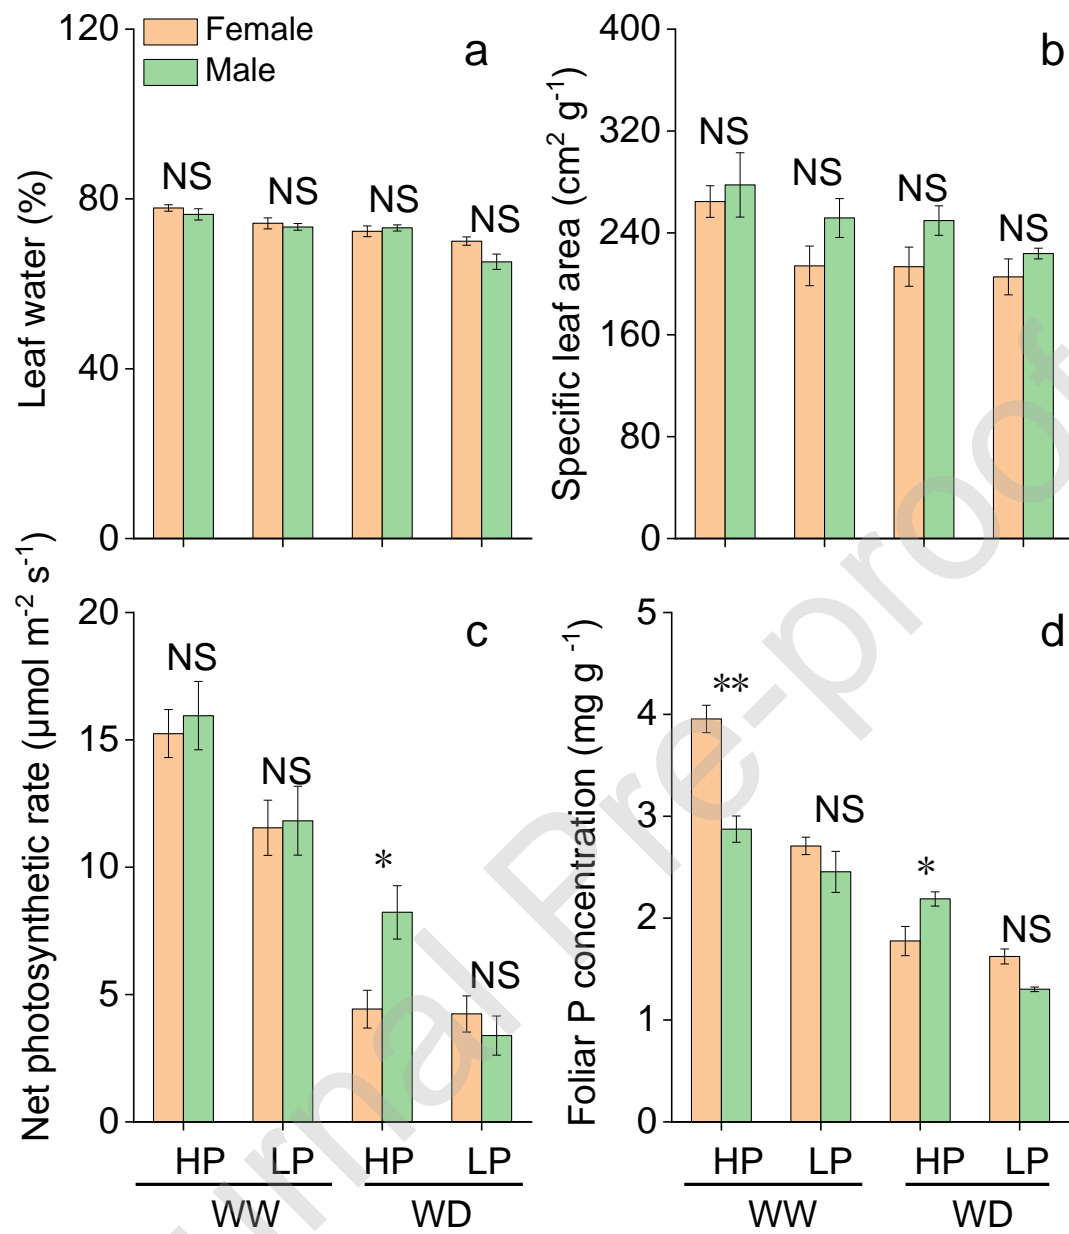 Female
Male
a
120
80
40
0
Leaf water (%)
NS
NS
NS
NS
b
400
320
240
160
80
0
Specific leaf area (cm² g⁻¹)
NS
NS
NS
NS
c
20
15
10
5
0
Net photosynthetic rate (μmol m⁻² s⁻¹)
NS
NS
*
NS
HP LP HP LP
WW WD
d
5
4
3
2
1
0
Foliar P concentration (mg g ⁻¹)
**
NS
*
NS
HP LP HP LP
WW WD
urnal Pre-proof